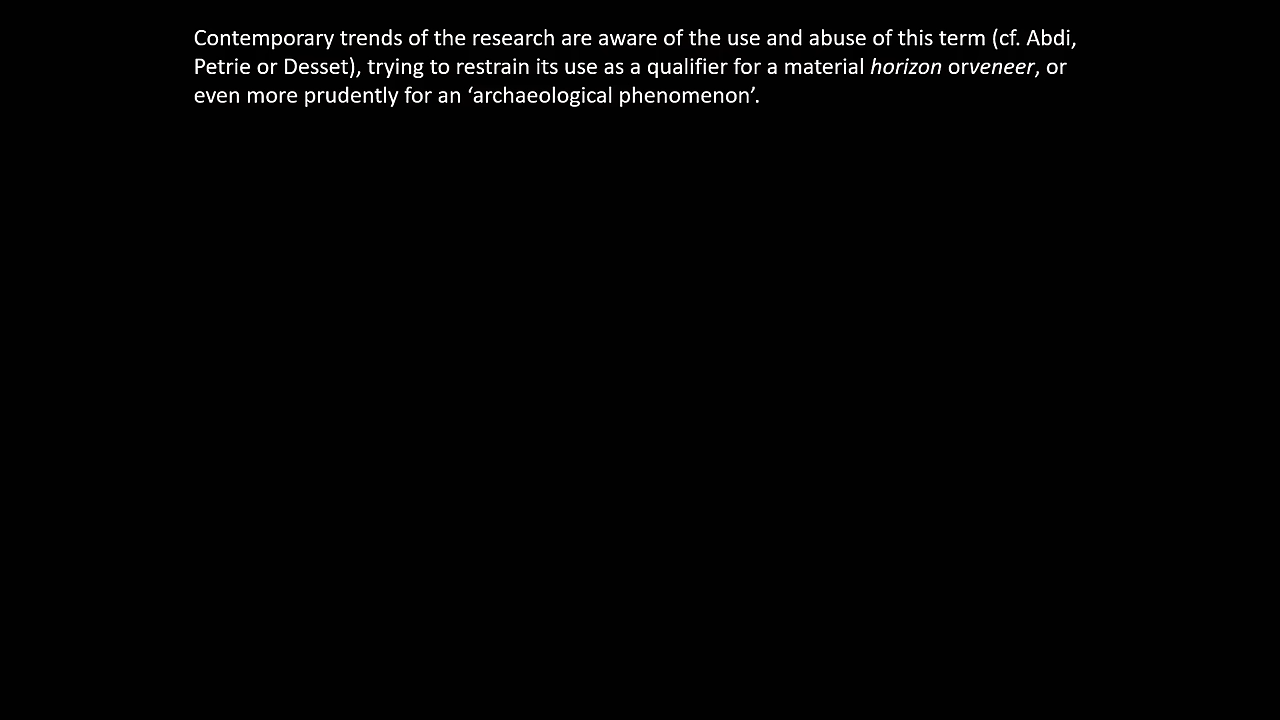 Contemporary trends of the research are aware of the use and abuse of this term (cf. Abdi,
Petrie or Desset), trying to restrain its use as a qualifier for a material horizon orveneer, or
even more prudently for an ‘archaeological phenomenon’.